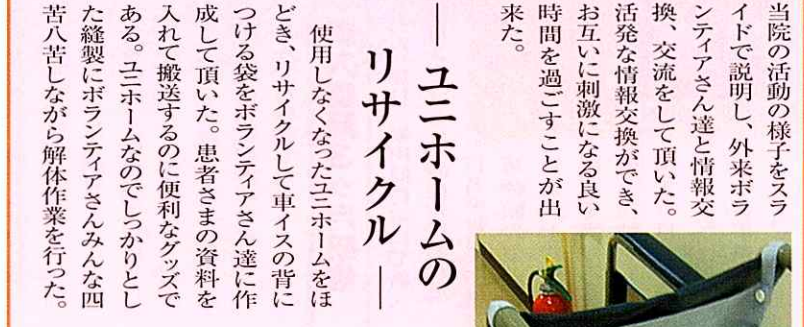 当院の活動の様子をスラ
イドで説明し、外来ボラ
ンティアさん達と情報交
換、交流をして頂いた。
活発な情報交換ができ、
お互いに刺激になる良い
時間を過ごすことが出
来た。
― ユニホームの
リサイクル ―
使用しなくなったユニホームをほ
どき、リサイクルして車イスの背に
つける袋をボランティアさん達に作
成して頂いた。患者さまの資料を
入れて搬送するのに便利なグッズで
ある。ユニホームなのでしっかりとし
た縫製にボランティアさんみんな四
苦八苦しながら解体作業を行った。